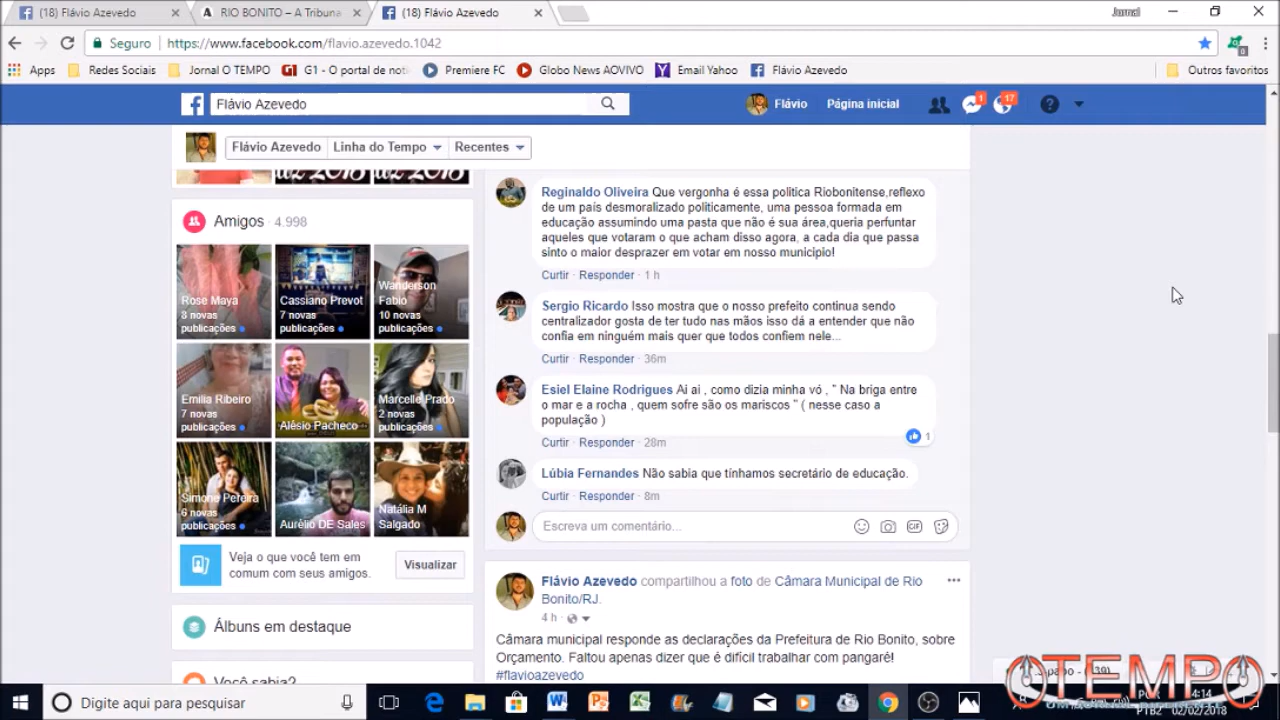 (18) Flávio Azevedo
RIO BONITO – A Tribuna
(18) Flávio Azevedo
Jornal
Seguro
https://www.facebook.com/flavio.azevedo.1042
Apps
Redes Sociais
Jornal O TEMPO
G1 - O portal de notí
Premiere FC
Globo News AOVIVO
Email Yahoo
Flávio Azevedo
Outros favoritos
Flávio Azevedo
Flávio
Página inicial
1
17
Flávio Azevedo
Linha do Tempo
Recentes
Amigos · 4.998
Rose Maya
8 novas
publicações
Cassiano Prevot
7 novas
publicações
Wanderson
Fabio
10 novas
publicações
Emilia Ribeiro
7 novas
publicações
Alésio Pacheco
Marcelle Prado
2 novas
publicações
Simone Pereira
6 novas
publicações
Aurélio DE Sales
Natália M
Salgado
Veja o que você tem em
comum com seus amigos.
Visualizar
Álbuns em destaque
Você sabia?
Reginaldo Oliveira Que vergonha é essa politica Riobonitense,reflexo
de um país desmoralizado politicamente, uma pessoa formada em
educação assumindo uma pasta que não é sua área,queria perfuntar
aqueles que votaram o que acham disso agora, a cada dia que passa
sinto o maior desprazer em votar em nosso municipio!
Curtir · Responder · 1 h
Sergio Ricardo Isso mostra que o nosso prefeito continua sendo
centralizador gosta de ter tudo nas mãos isso dá a entender que não
confia em ninguém mais quer que todos confiem nele...
Curtir · Responder · 36m
Esiel Elaine Rodrigues Ai ai , como dizia minha vó , " Na briga entre
o mar e a rocha , quem sofre são os mariscos " ( nesse caso a
população )
1
Curtir · Responder · 28m
Lúbia Fernandes Não sabia que tínhamos secretário de educação.
Curtir · Responder · 8m
Escreva um comentário...
GIF
Flávio Azevedo compartilhou a foto de Câmara Municipal de Rio
Bonito/RJ.
4 h
Câmara municipal responde as declarações da Prefeitura de Rio Bonito, sobre
Orçamento. Faltou apenas dizer que é difícil trabalhar com pangaré!
#flavioazevedo
OTEMPO
Digite aqui para pesquisar
PTB2
4:14
02/02/2018